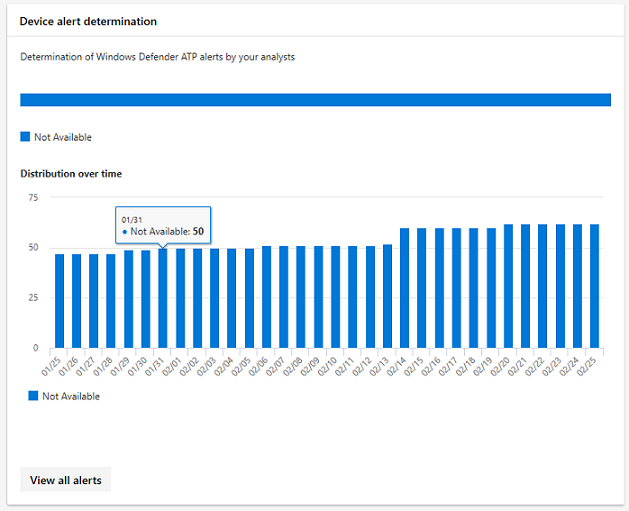 Device alert determination
Determination of Windows Defender ATP alerts by your analysts
Not Available
Distribution over time
75
01/31
● Not Available: 50
50
25
0
01/25 01/26 01/27 01/28 01/29 01/30 01/31 02/01 02/02 02/03 02/04 02/05 02/06 02/07 02/08 02/09 02/10 02/11 02/12 02/13 02/14 02/15 02/16 02/17 02/18 02/19 02/20 02/21 02/22 02/23 02/24 02/25
Not Available
View all alerts